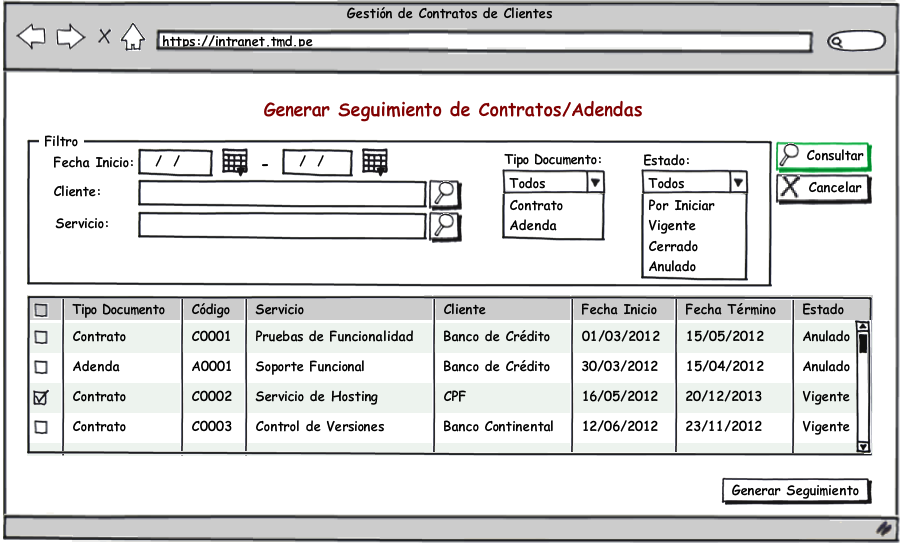 Gestión de Contratos de Clientes
https://intranet.tmd.pe
Generar Seguimiento de Contratos/Adendas
Filtro
Fecha Inicio: / / - / /
Tipo Documento: Estado:
Consultar
Cliente:
Todos Todos
Cancelar
Contrato Por Iniciar
Servicio:
Adenda Vigente
Cerrado
Anulado
Tipo Documento Código Servicio Cliente Fecha Inicio Fecha Término Estado
Contrato C0001 Pruebas de Funcionalidad Banco de Crédito 01/03/2012 15/05/2012 Anulado
Adenda A0001 Soporte Funcional Banco de Crédito 30/03/2012 15/04/2012 Anulado
Contrato C0002 Servicio de Hosting CPF 16/05/2012 20/12/2013 Vigente
Contrato C0003 Control de Versiones Banco Continental 12/06/2012 23/11/2012 Vigente
Generar Seguimiento